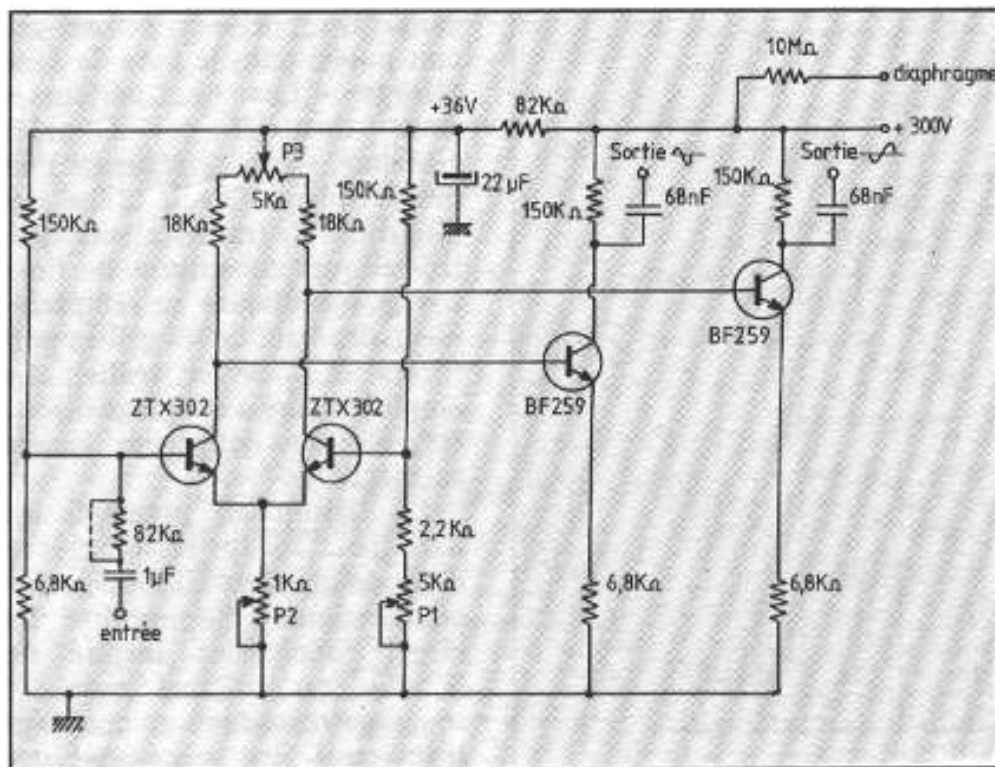 10MΩ
diaphragme
+36V
82KΩ
+ 300V
P3
5KΩ
Sortie
Sortie
150KΩ
18KΩ
18KΩ
150KΩ
22µF
150KΩ
68nF
150KΩ
68nF
BF259
BF259
ZTX302
ZTX302
82KΩ
1µF
entrée
6,8KΩ
1KΩ
P2
2,2KΩ
5KΩ
P1
6,8KΩ
6,8KΩ